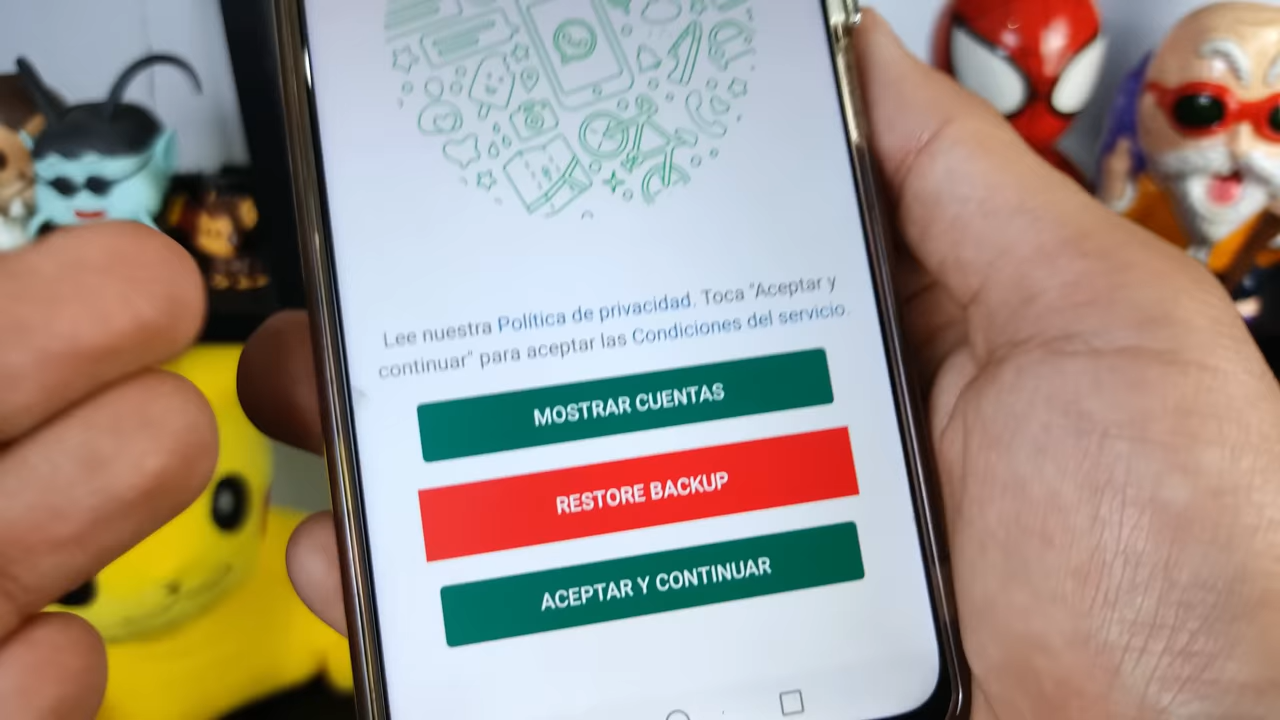 Lee nuestra Política de privacidad. Toca "Aceptar y
continuar" para aceptar las Condiciones del servicio.
MOSTRAR CUENTAS
RESTORE BACKUP
ACEPTAR Y CONTINUAR